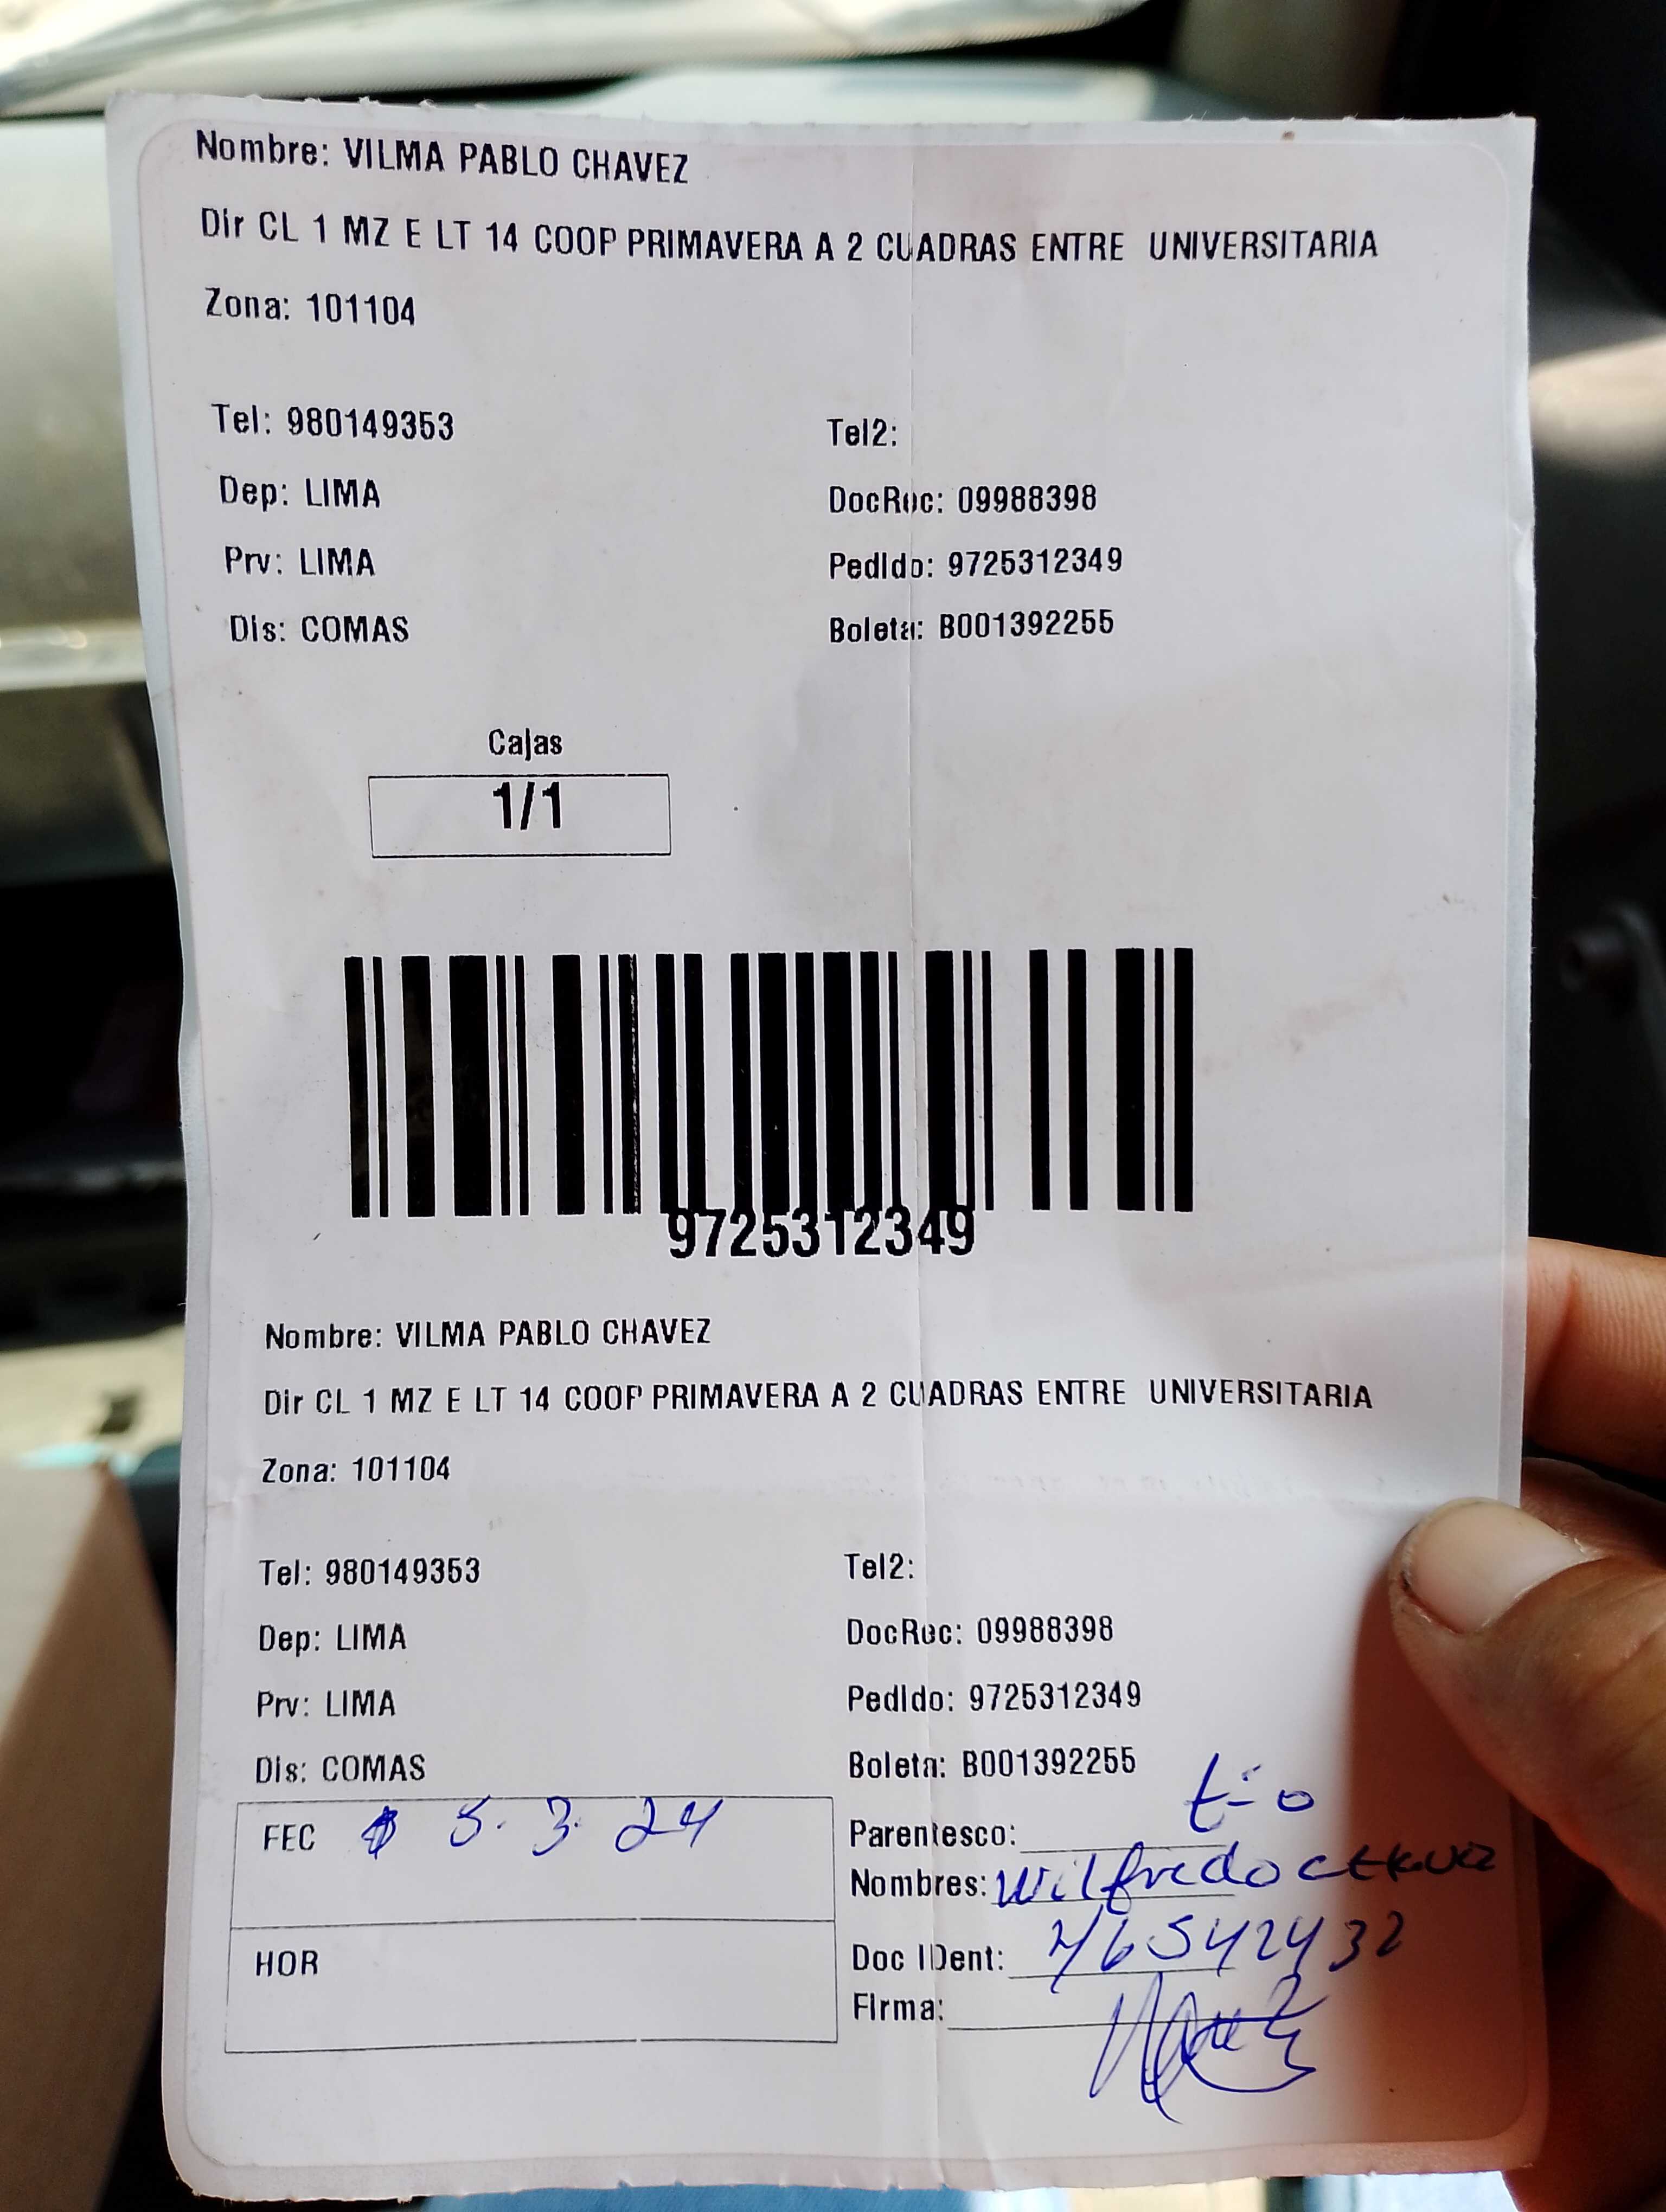 Nombre: VILMA PABLO CHAVEZ
Dir CL 1 MZ E LT 14 COOP PRIMAVERA A 2 CUADRAS ENTRE UNIVERSITARIA
Zona: 101104
Tel: 980149353
Tel2:
Dep: LIMA
DocRec: 09988398
Prv: LIMA
Pedido: 9725312349
Dis: COMAS
Boleta: B001392255
Cajas
1/1
9725312349
Nombre: VILMA PABLO CHAVEZ
Dir CL 1 MZ E LT 14 COOP PRIMAVERA A 2 CUADRAS ENTRE UNIVERSITARIA
Zona: 101104
Tel: 980149353
Tel2:
Dep: LIMA
DocRec: 09988398
Prv: LIMA
Pedido: 9725312349
Dis: COMAS
Boleta: B001392255
FEC 5.3.24
Parentesco: tio
Nombres: Wilfredo
HOR
Doc IDent:
Firma: